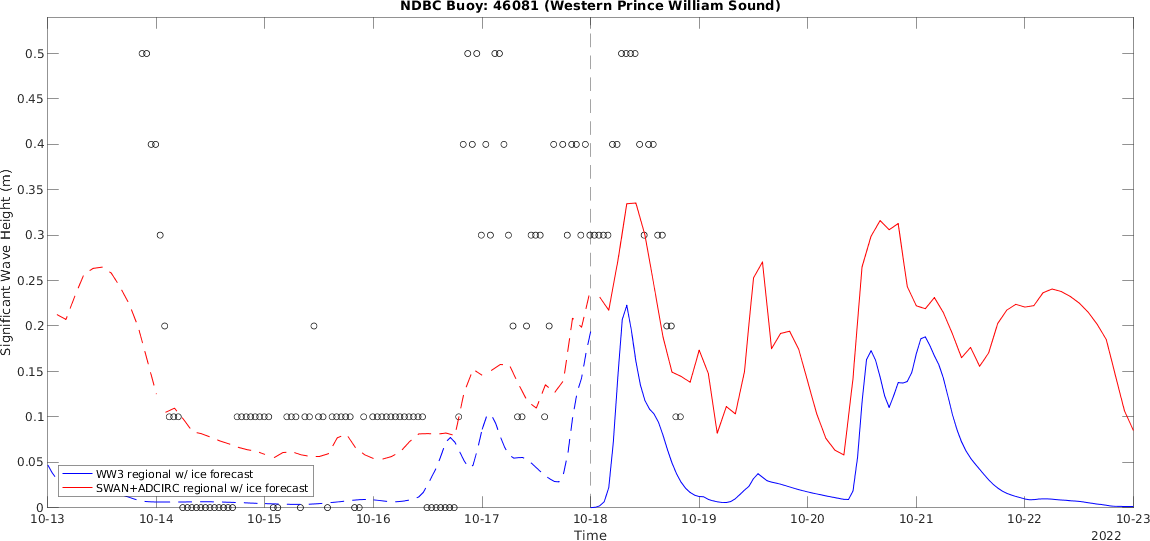 NDBC Buoy: 46081 (Western Prince William Sound)
0.5
0.45
0.4
0.35
0.3
0.25
0.2
0.15
0.1
0.05
0
Significant Wave Height (m)
WW3 regional w/ ice forecast
SWAN+ADCIRC regional w/ ice forecast
10-13 10-14 10-15 10-16 10-17 10-18 10-19 10-20 10-21 10-22 10-23
Time
2022